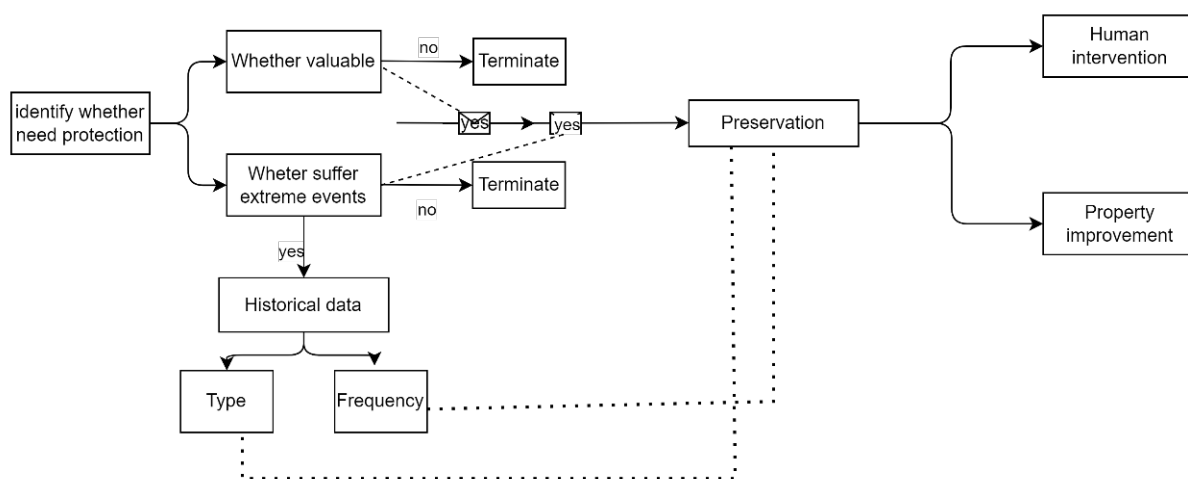 identify whether
need protection
Whether valuable
no
Terminate
yes
yes
Wheter suffer
extreme events
no
Terminate
yes
Historical data
Type
Frequency
Preservation
Human
intervention
Property
improvement